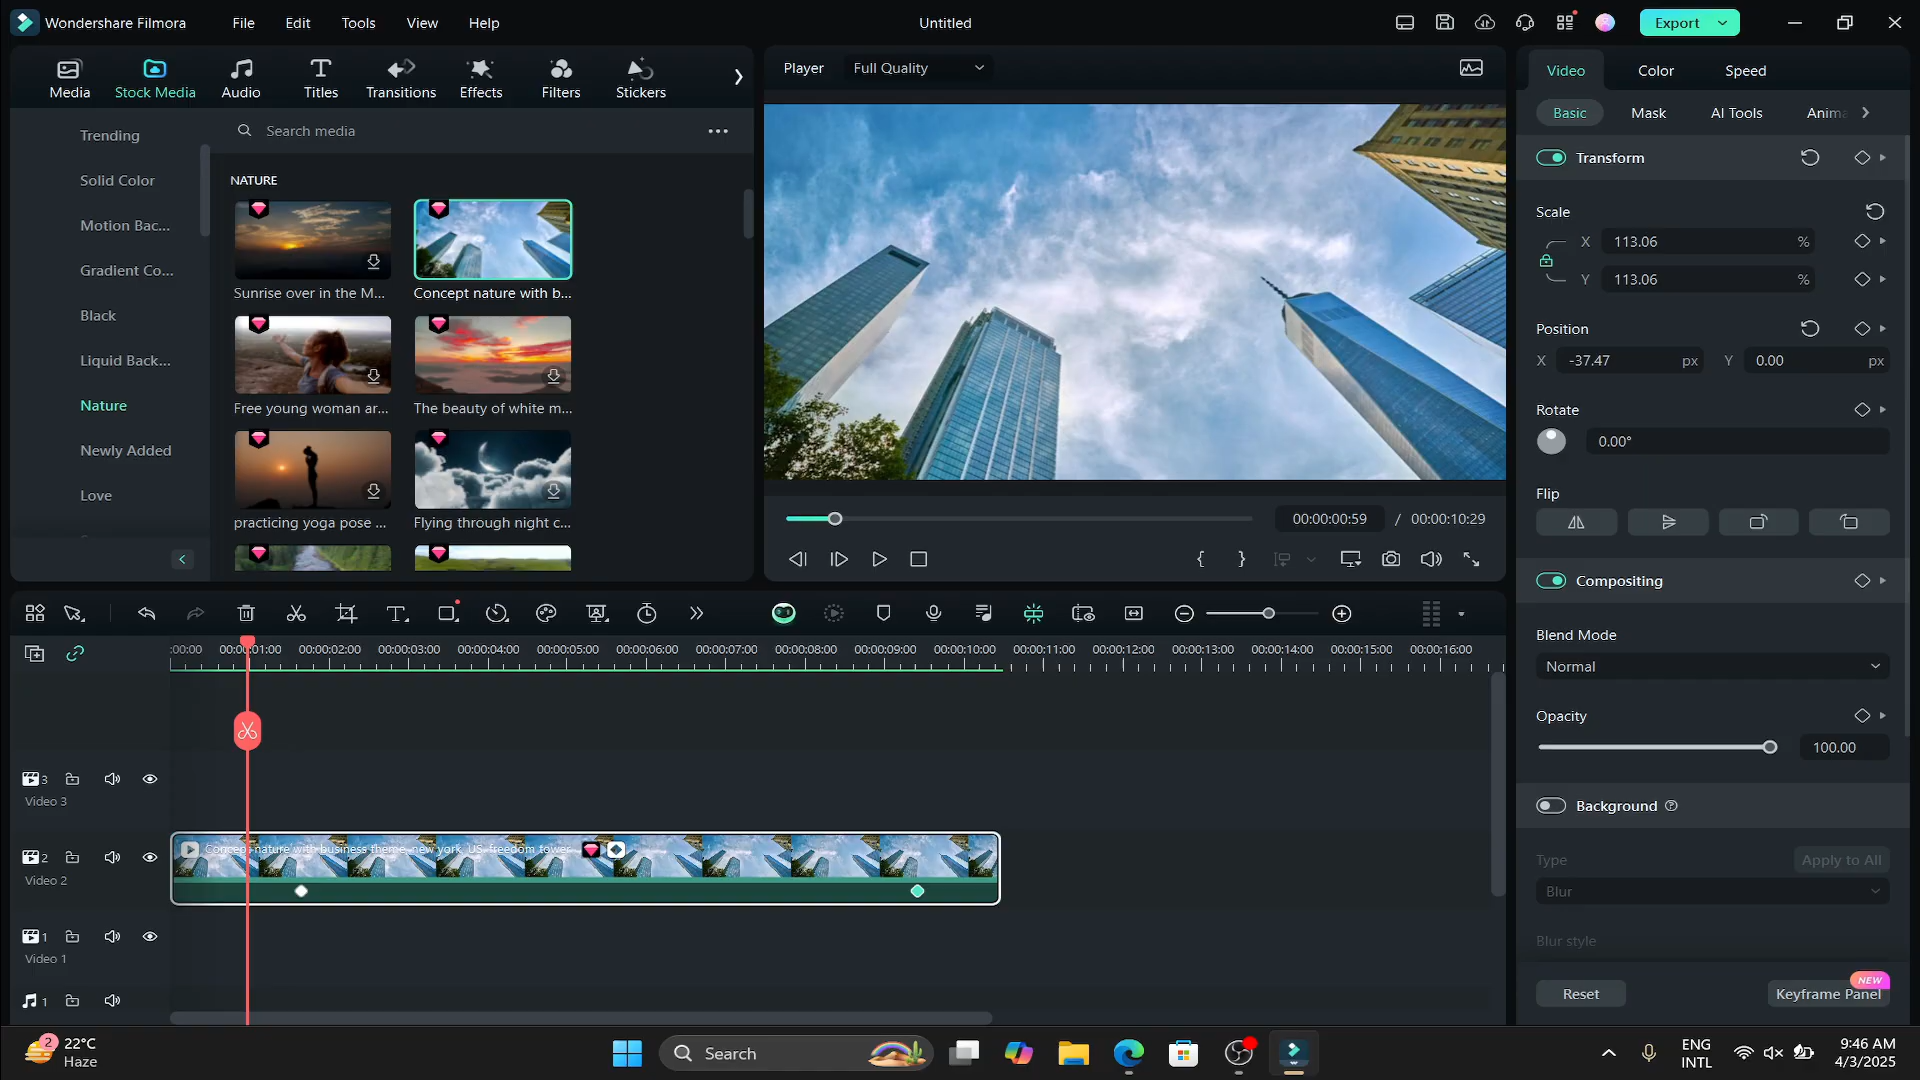 Wondershare Filmora
File
Edit
Tools
View
Help
Untitled
Export
Media
Stock Media
Audio
Titles
Transitions
Effects
Filters
Stickers
Player
Full Quality
Video
Color
Speed
Basic
Mask
AI Tools
Anima
Trending
Solid Color
Motion Bac...
Gradient Co...
Black
Liquid Back...
Nature
Newly Added
Love
Search media
NATURE
Sunrise over in the M...
Concept nature with b...
Free young woman ar...
The beauty of white m...
practicing yoga pose ...
Flying through night c...
00:00:00:59 / 00:00:10:29
Transform
Scale
X 113.06 %
Y 113.06 %
Position
X -37.47 px Y 0.00 px
Rotate
0.00°
Flip
Compositing
Blend Mode
Normal
Opacity
100.00
Background
Type
Apply to All
Blur
Blur style
Reset
NEW
Keyframe Panel
:00:00 00:00:01:00 00:00:02:00 00:00:03:00 00:00:04:00 00:00:05:00 00:00:06:00 00:00:07:00 00:00:08:00 00:00:09:00 00:00:10:00 00:00:11:00 00:00:12:00 00:00:13:00 00:00:14:00 00:00:15:00 00:00:16:00
3
Video 3
2
Video 2
Concept nature with business theme, new york, US, freedom tower
1
Video 1
1
2
22°C
Haze
Search
ENG
INTL
9:46 AM
4/3/2025